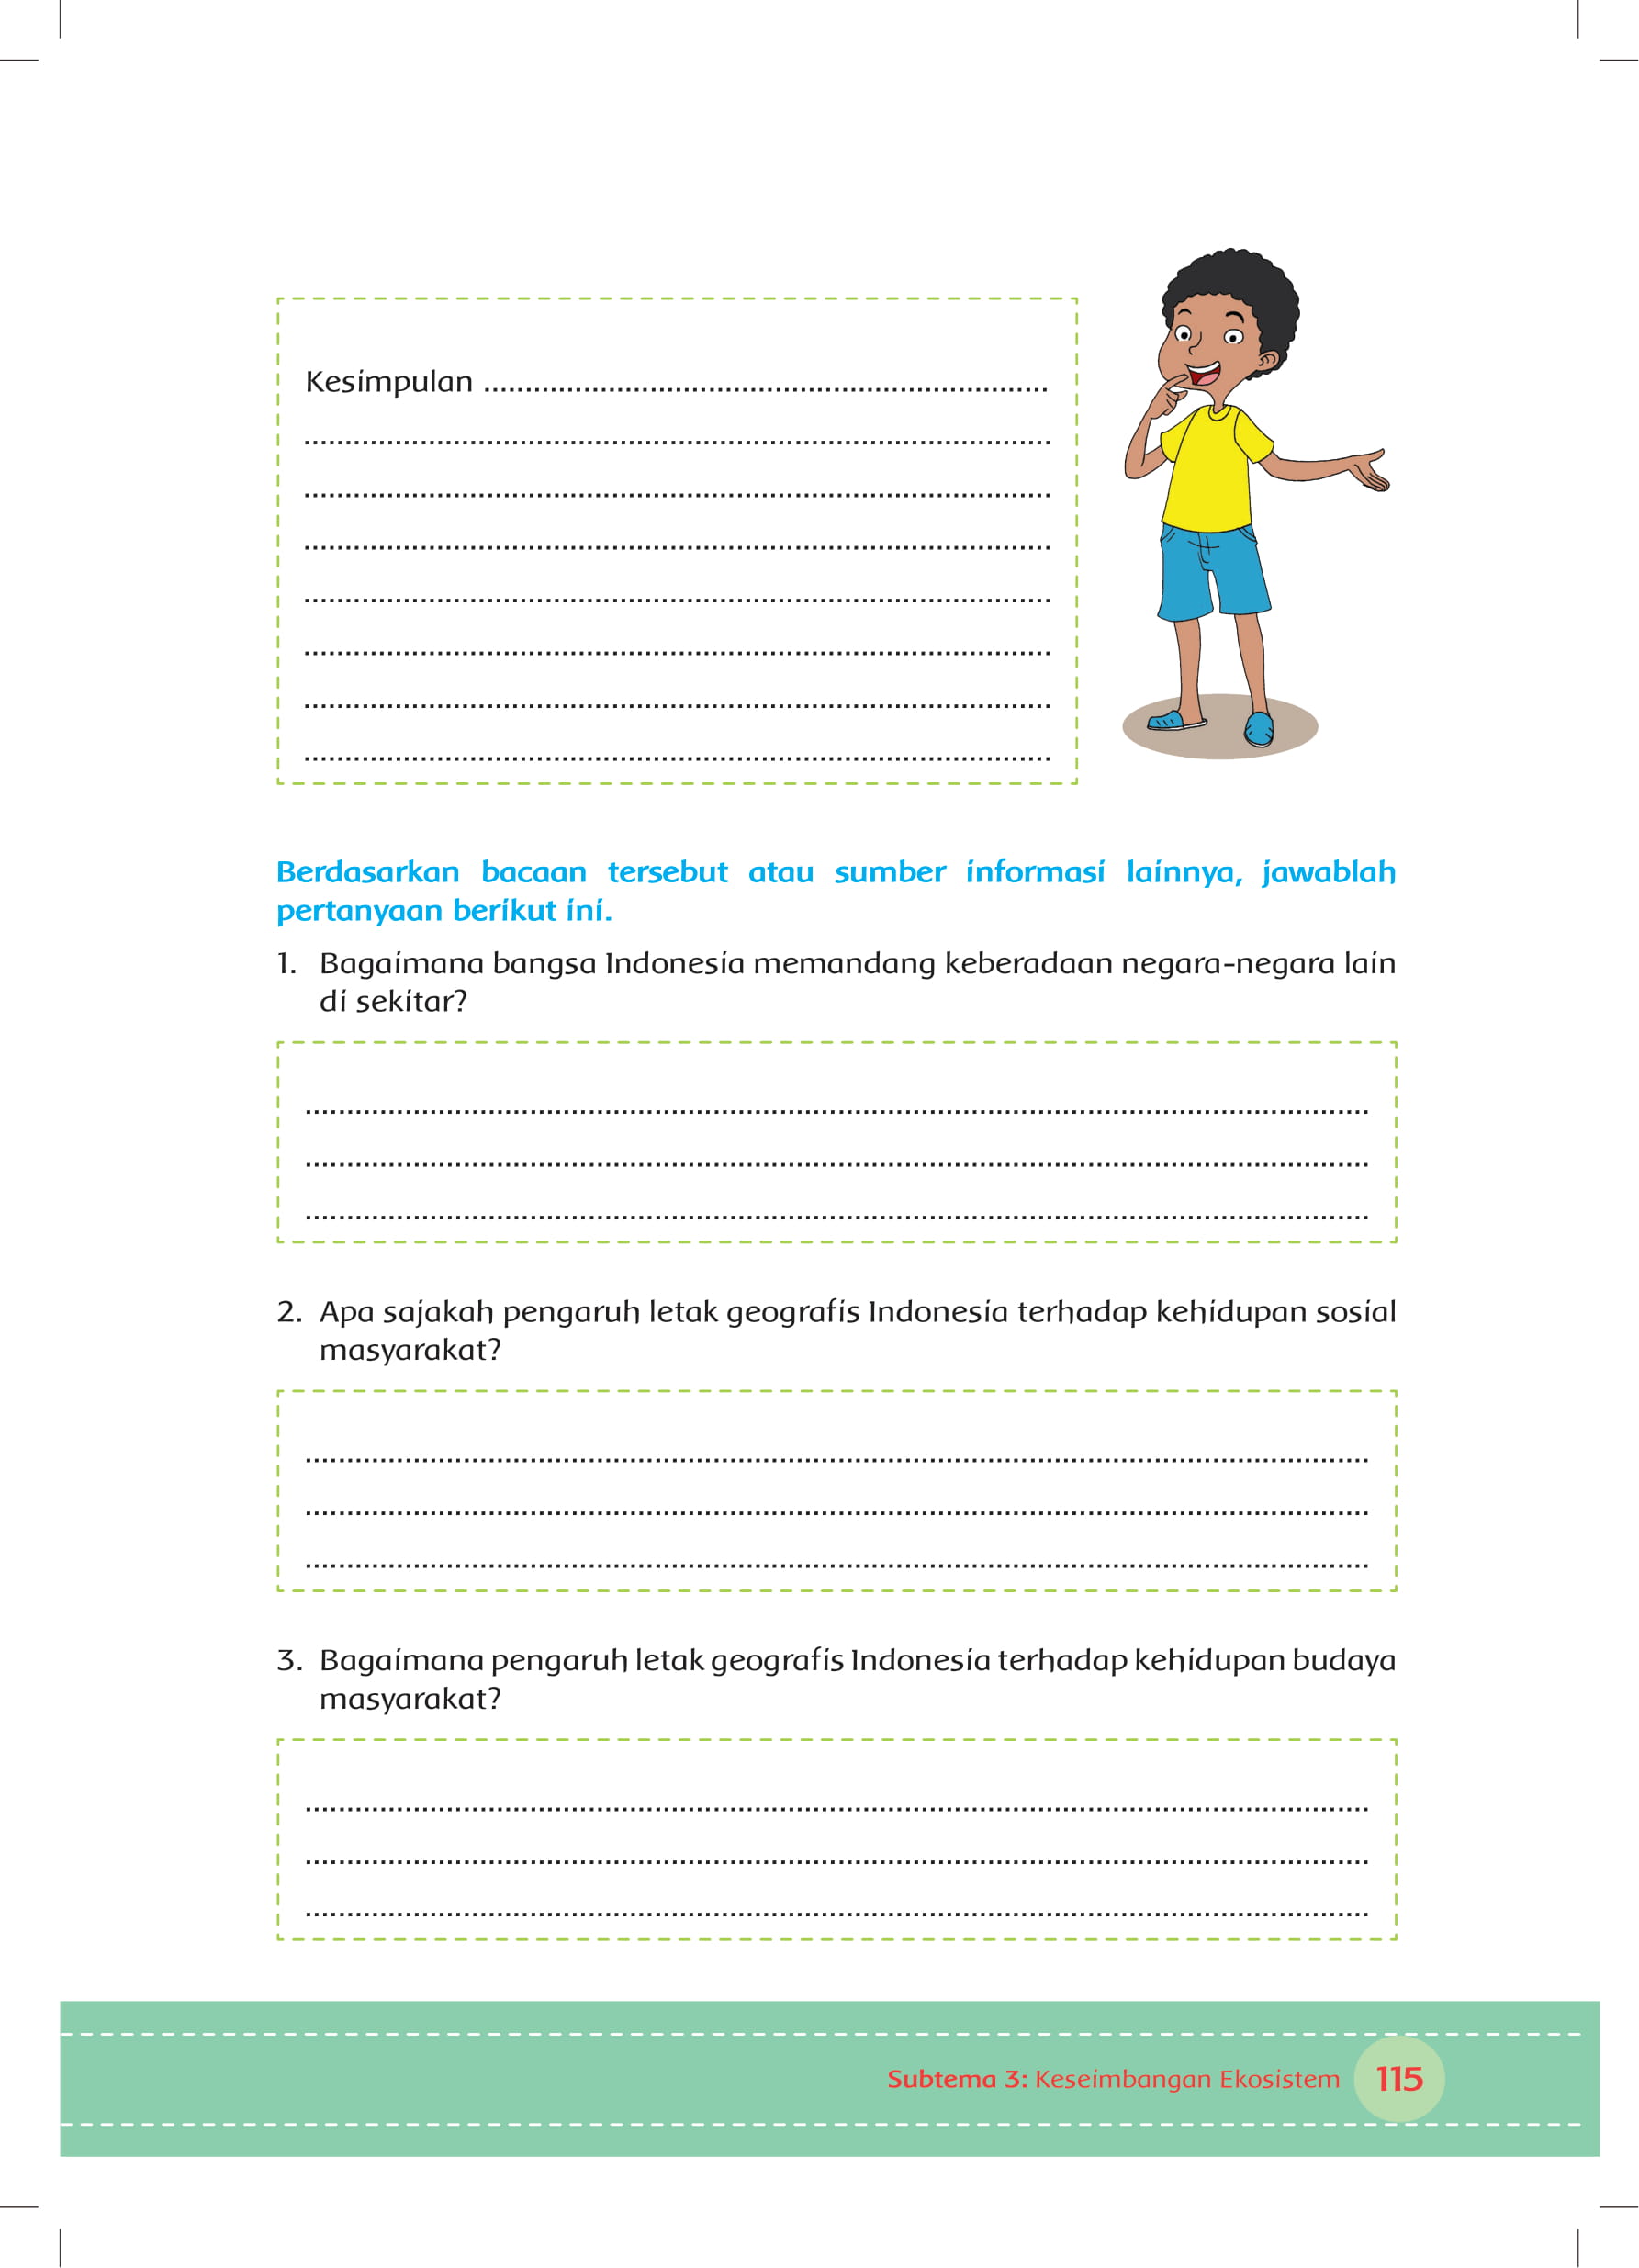 Kesimpulan ....................................................................
..........................................................................................
..........................................................................................
..........................................................................................
..........................................................................................
..........................................................................................
..........................................................................................
..........................................................................................
Berdasarkan bacaan tersebut atau sumber informasi lainnya, jawablah
pertanyaan berikut ini.
1. Bagaimana bangsa Indonesia memandang keberadaan negara-negara lain
di sekitar?
................................................................................................................................
................................................................................................................................
................................................................................................................................
2. Apa sajakah pengaruh letak geografis Indonesia terhadap kehidupan sosial
masyarakat?
................................................................................................................................
................................................................................................................................
................................................................................................................................
3. Bagaimana pengaruh letak geografis Indonesia terhadap kehidupan budaya
masyarakat?
................................................................................................................................
................................................................................................................................
................................................................................................................................
Subtema 3: Keseimbangan Ekosistem 115